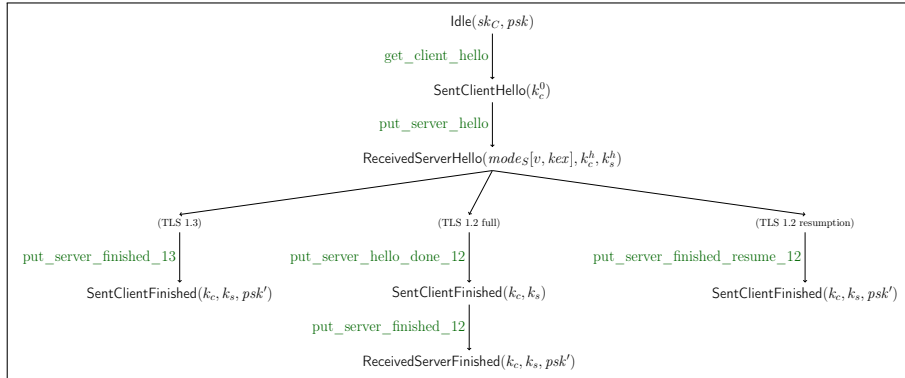 Idle(sk_C, psk)
get_client_hello
SentClientHello(k_c^0)
put_server_hello
ReceivedServerHello(mode_S[v, kex], k_c^h, k_s^h)
(TLS 1.3) (TLS 1.2 full) (TLS 1.2 resumption)
put_server_finished_13 put_server_hello_done_12 put_server_finished_resume_12
SentClientFinished(k_c, k_s, psk′) SentClientFinished(k_c, k_s) SentClientFinished(k_c, k_s, psk′)
put_server_finished_12
ReceivedServerFinished(k_c, k_s, psk′)